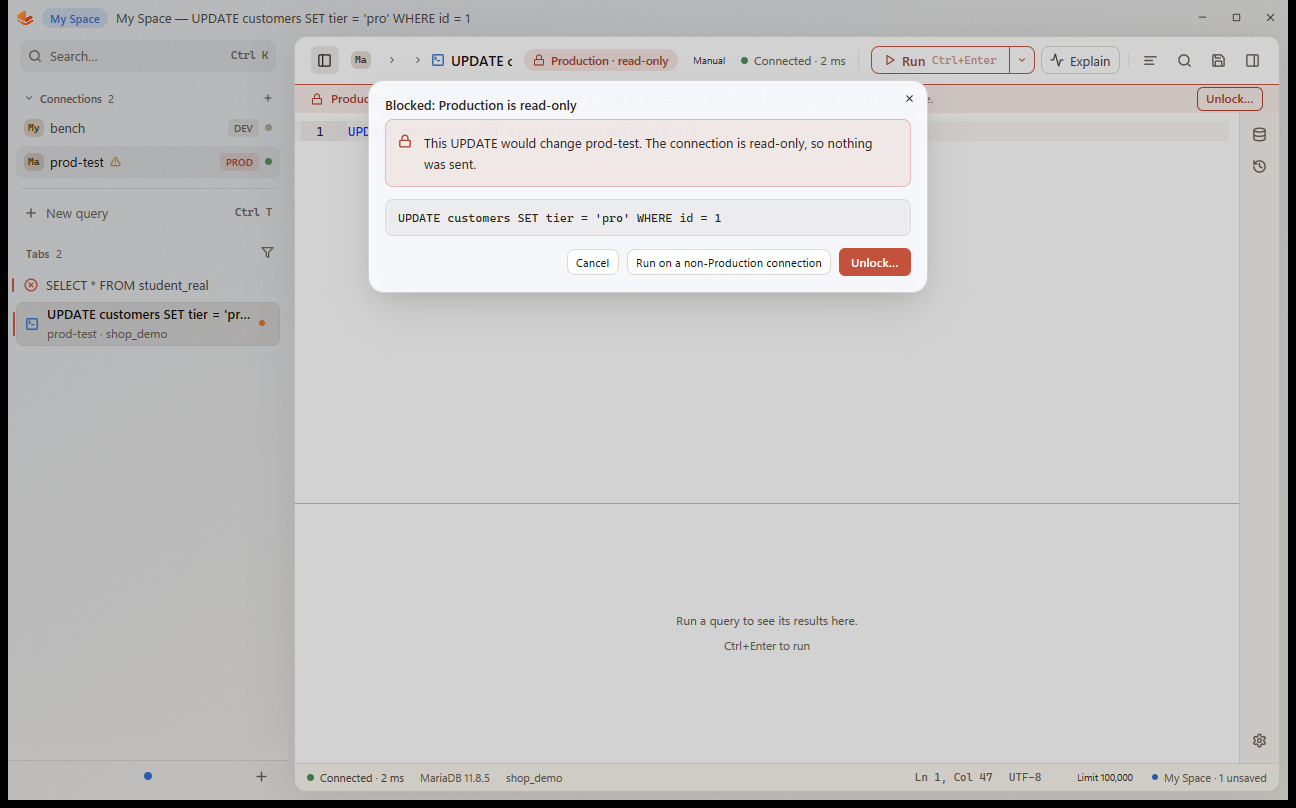 My Space
My Space — UPDATE customers SET tier = 'pro' WHERE id = 1
Search...
Ctrl K
Connections 2
My bench DEV
Ma prod-test PROD
New query Ctrl T
Tabs 2
SELECT * FROM student_real
UPDATE customers SET tier = 'pr...
prod-test · shop_demo
Ma
UPDATE c
Production · read-only
Manual
Connected · 2 ms
Run Ctrl+Enter
Explain
Produc
Unlock...
1 UPD
Blocked: Production is read-only
This UPDATE would change prod-test. The connection is read-only, so nothing
was sent.
UPDATE customers SET tier = 'pro' WHERE id = 1
Cancel
Run on a non-Production connection
Unlock...
Run a query to see its results here.
Ctrl+Enter to run
Connected · 2 ms
MariaDB 11.8.5
shop_demo
Ln 1, Col 47
UTF-8
Limit 100,000
My Space · 1 unsaved